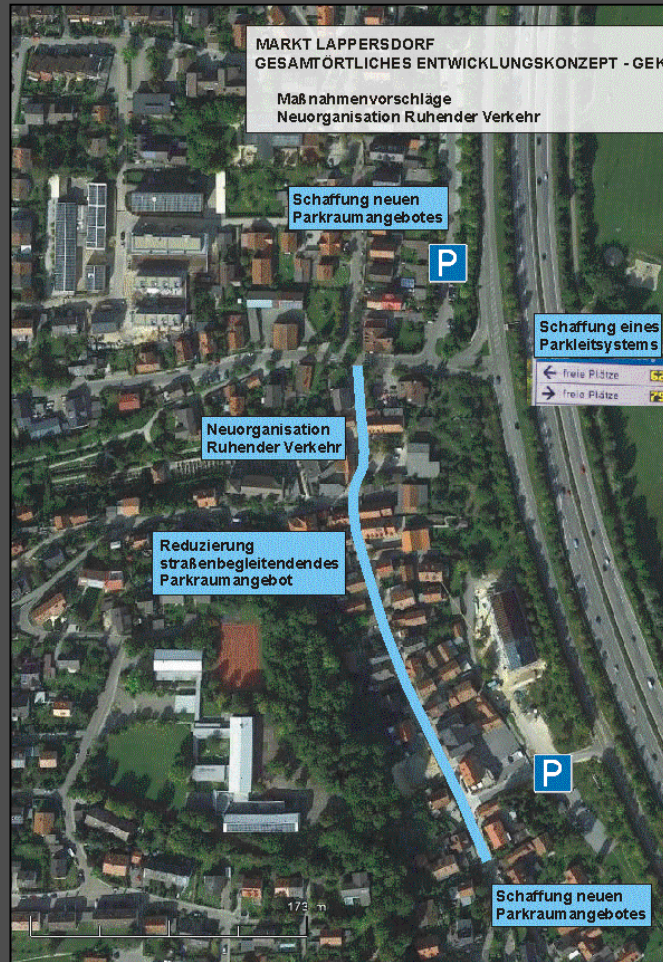 MARKT LAPPERSDORF
GESAMTÖRTLICHES ENTWICKLUNGSKONZEPT - GEK
Maßnahmenvorschläge
Neuorganisation Ruhender Verkehr
Schaffung neuen
Parkraumangebotes
P
Schaffung eines
Parkleitsystems
← freie Plätze
→ freie Plätze
Neuorganisation
Ruhender Verkehr
Reduzierung
straßenbegleitendendes
Parkraumangebot
P
Schaffung neuen
Parkraumangebotes
173 m